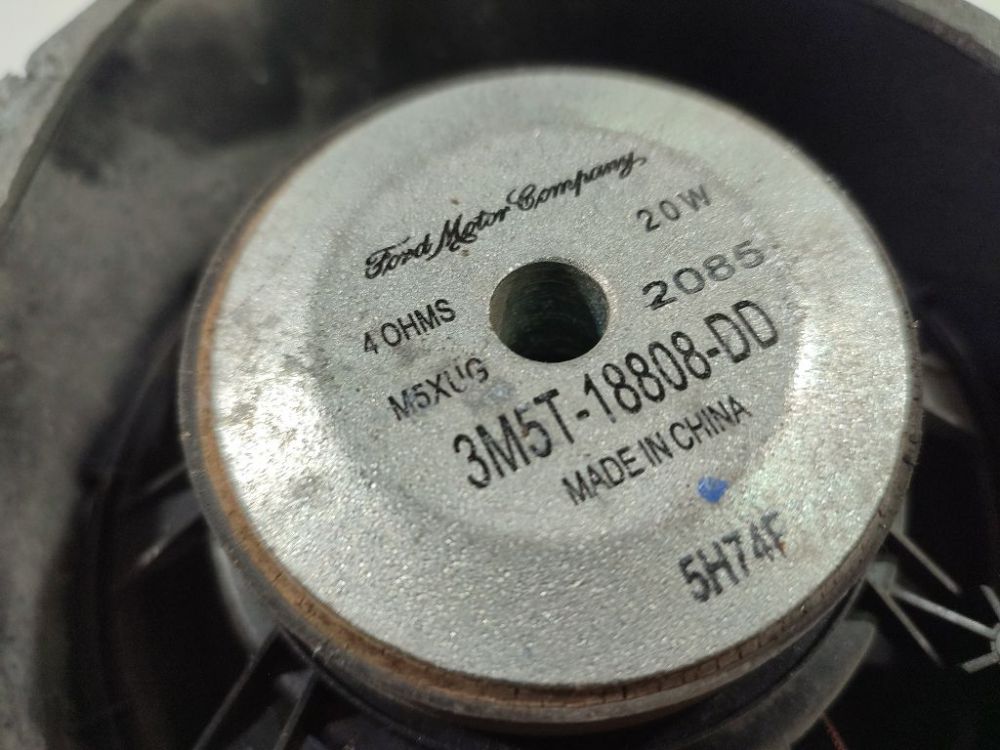 Ford Motor Company
20W
4 OHMS
2085
M5XUG
3M5T-18808-DD
MADE IN CHINA
5H74F